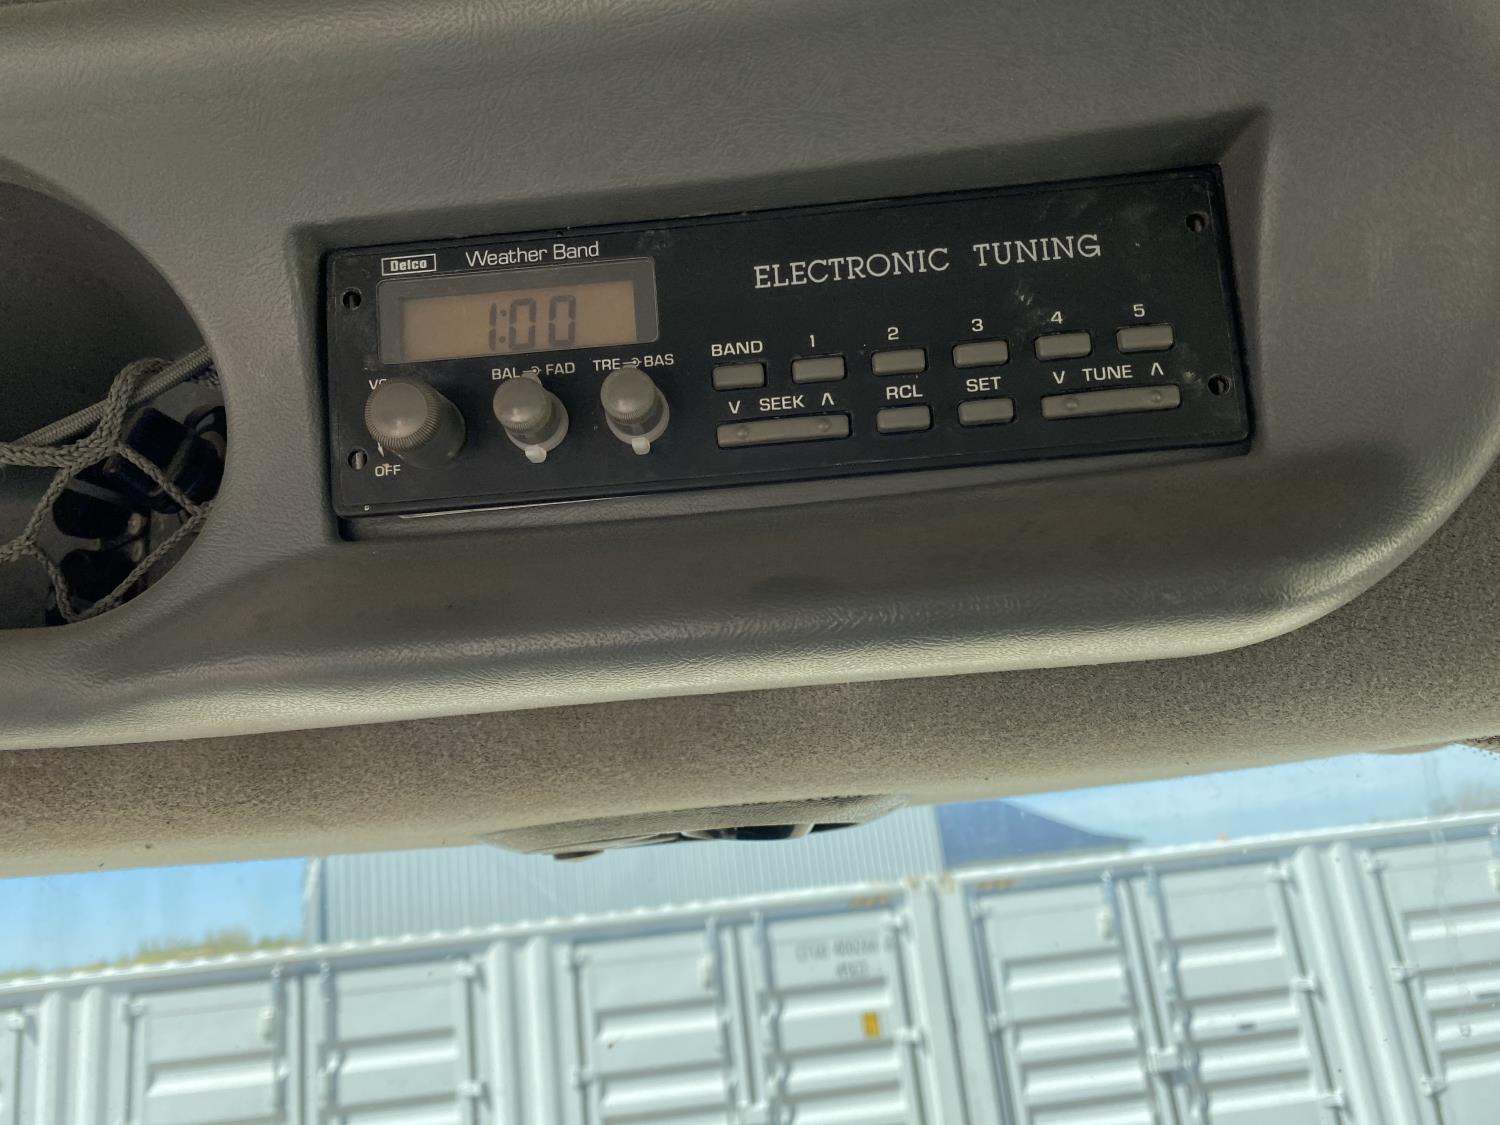 Delco Weather Band
ELECTRONIC TUNING
1:00
BAL FAD TRE BAS
BAND 1 2 3 4 5
V SEEK Λ RCL SET V TUNE Λ
OFF